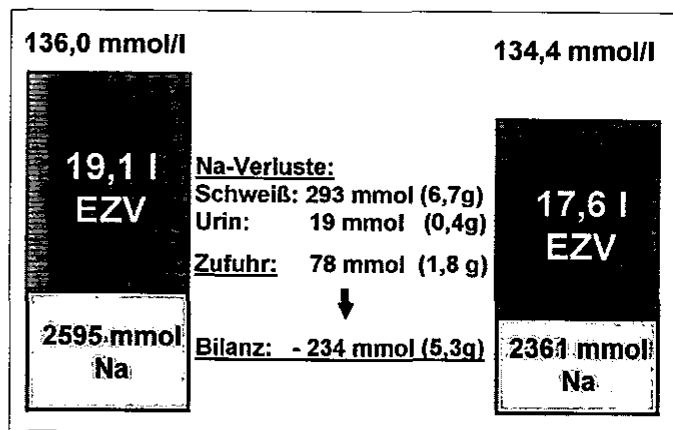 136,0 mmol/l
19,1 l
EZV
2595 mmol
Na
Na-Verluste:
Schweiß: 293 mmol (6,7g)
Urin: 19 mmol (0,4g)
Zufuhr: 78 mmol (1,8 g)
Bilanz: - 234 mmol (5,3g)
134,4 mmol/l
17,6 l
EZV
2361 mmol
Na